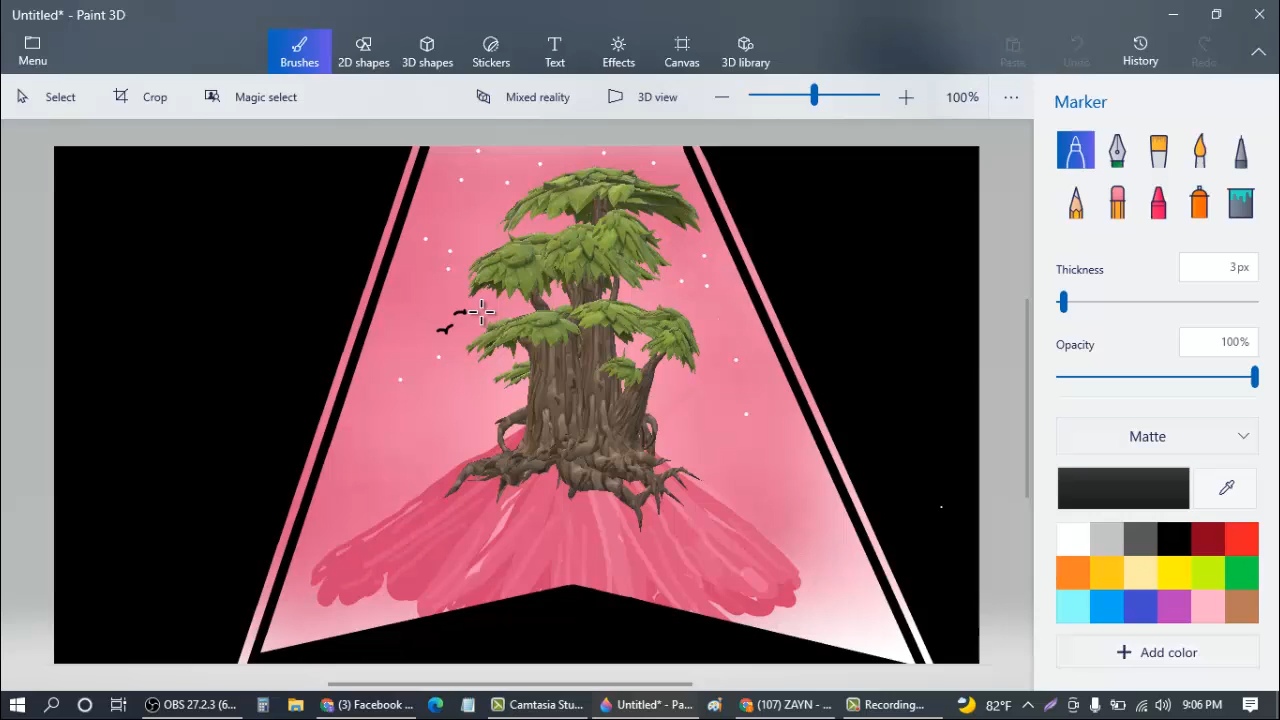 Untitled* - Paint 3D
Menu
Brushes
2D shapes
3D shapes
Stickers
Text
Effects
Canvas
3D library
Paste
Undo
History
Redo
Select
Crop
Magic select
Mixed reality
3D view
100%
Marker
Thickness
3px
Opacity
100%
Matte
Add color
OBS 27.2.3 (6...
(3) Facebook ...
Camtasia Stu...
Untitled* - Pa...
(107) ZAYN - ...
Recording...
82°F
9:06 PM